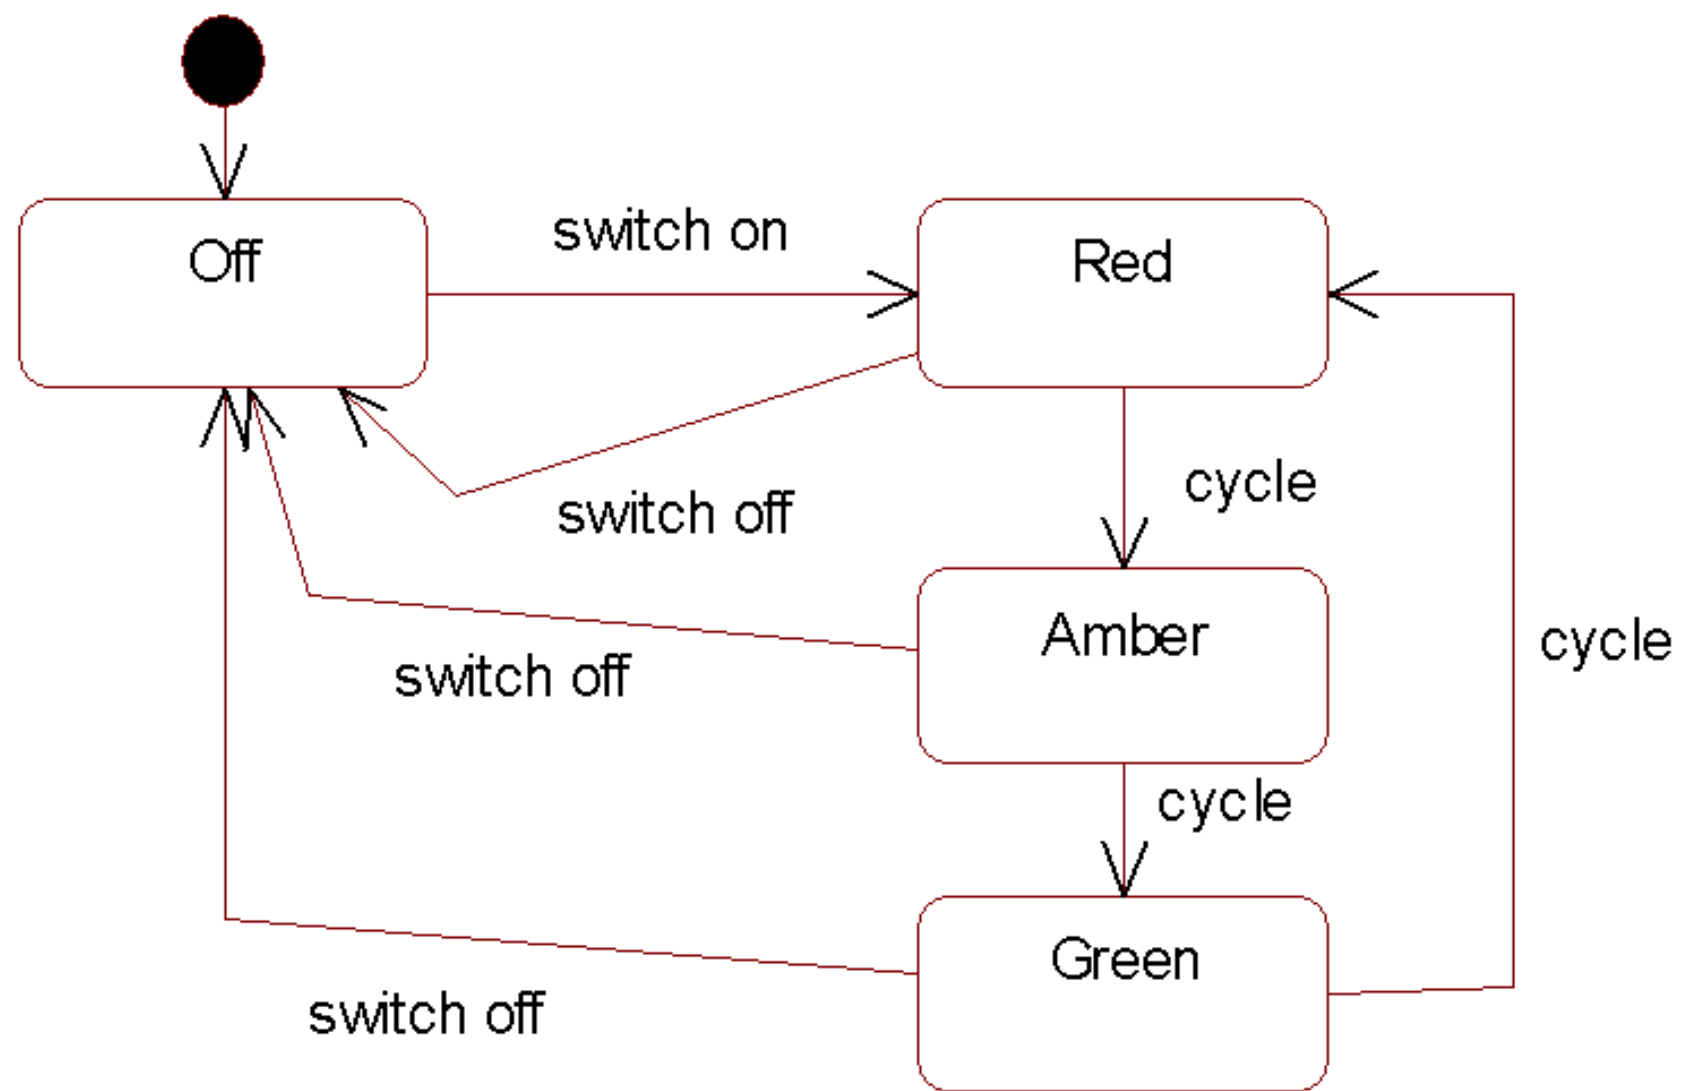 switch on
Off
Red
cycle
switch off
Amber
cycle
switch off
cycle
Green
switch off